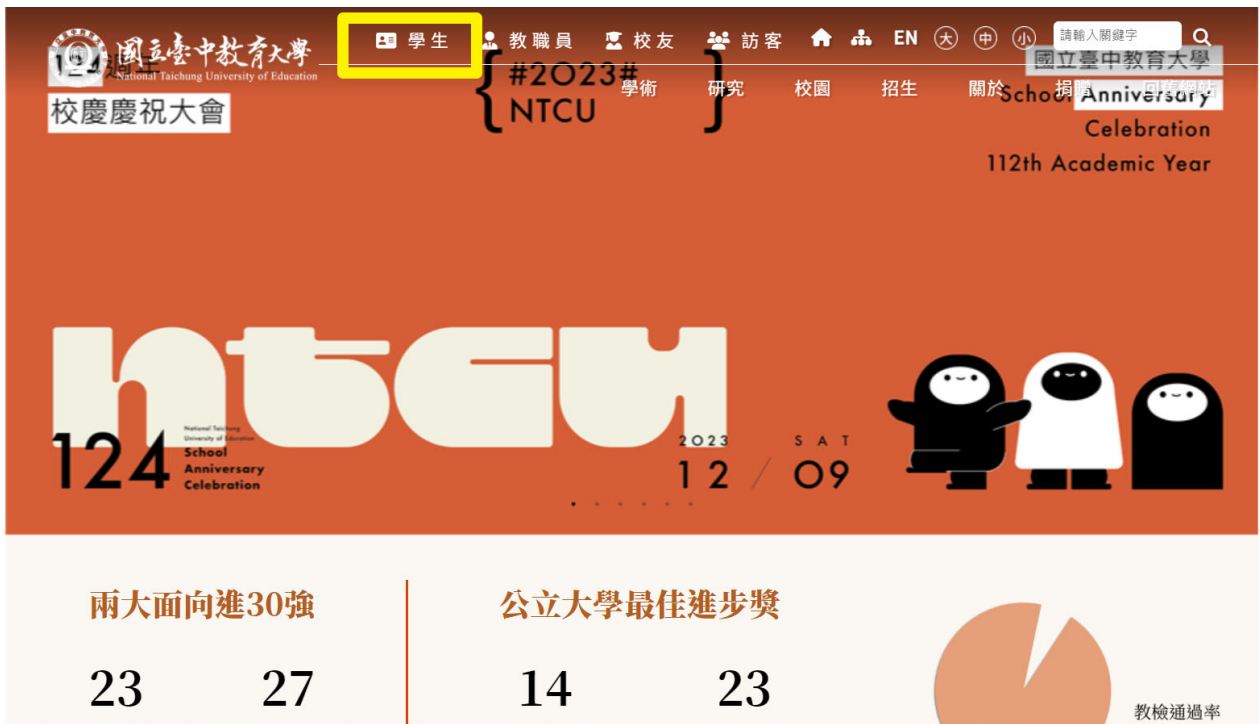 國立臺中教育大學
National Taichung University of Education
學生 教職員 校友 訪客 EN 大 中 小 請輸入關鍵字
學術 研究 校園 招生 關於 捐贈 回舊網站
124週年
校慶慶祝大會
{ #2023# NTCU }
國立臺中教育大學
School Anniversary
Celebration
112th Academic Year
ntcu
124
National Taichung
University of Education
School
Anniversary
Celebration
2023 SAT
12 / 09
兩大面向進30強
23 27
公立大學最佳進步獎
14 23
教檢通過率